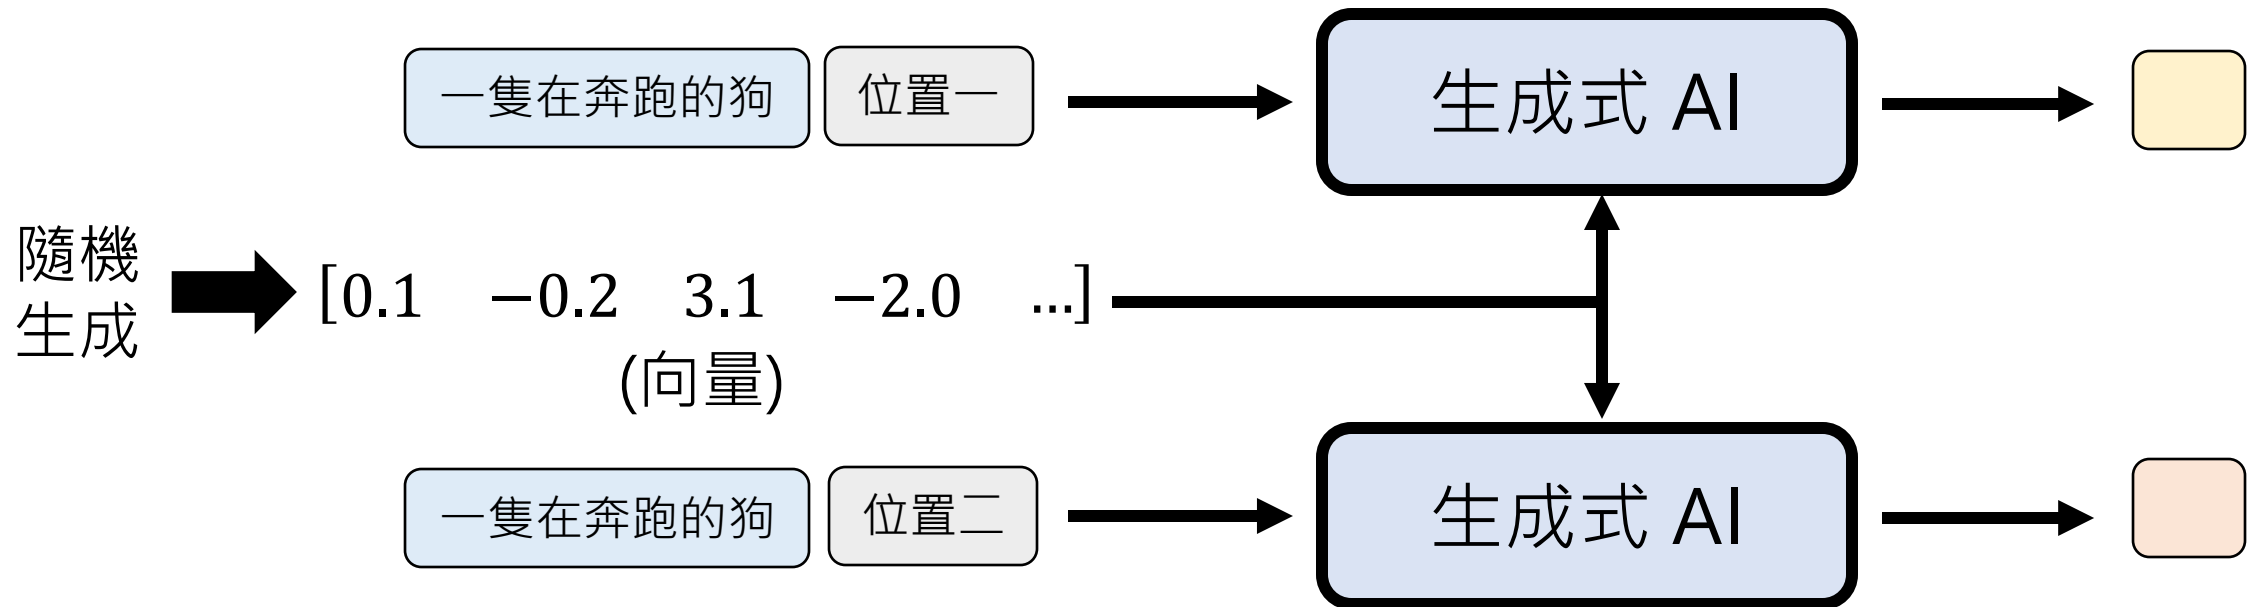 一隻在奔跑的狗 位置一
生成式 AI
隨機
生成
[0.1 −0.2 3.1 −2.0 …]
(向量)
一隻在奔跑的狗 位置二
生成式 AI